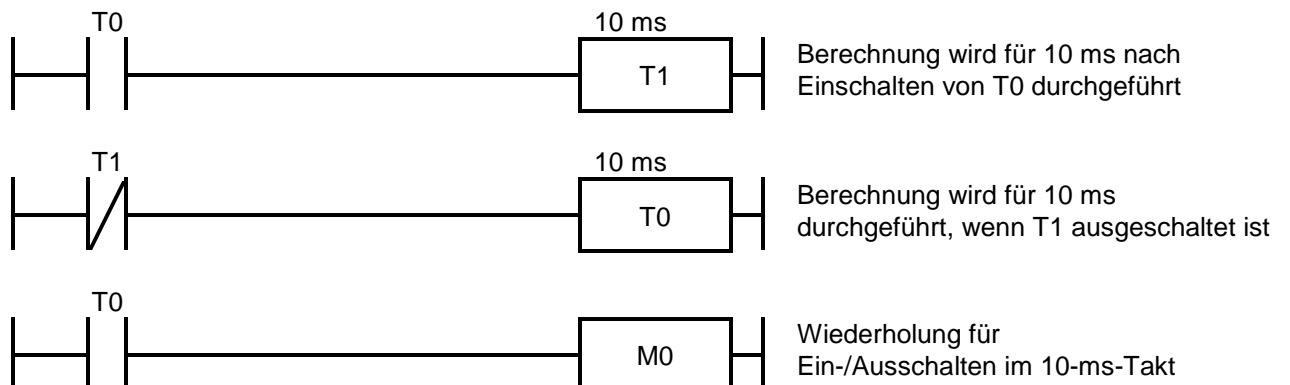 T0
10 ms
T1
Berechnung wird für 10 ms nach
Einschalten von T0 durchgeführt
T1
10 ms
T0
Berechnung wird für 10 ms
durchgeführt, wenn T1 ausgeschaltet ist
T0
M0
Wiederholung für
Ein-/Ausschalten im 10-ms-Takt